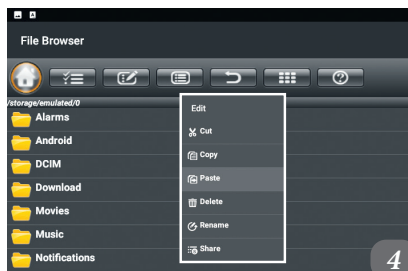 File Browser
/storage/emulated/0
Alarms
Android
DCIM
Download
Movies
Music
Notifications
Edit
Cut
Copy
Paste
Delete
Rename
Share
4